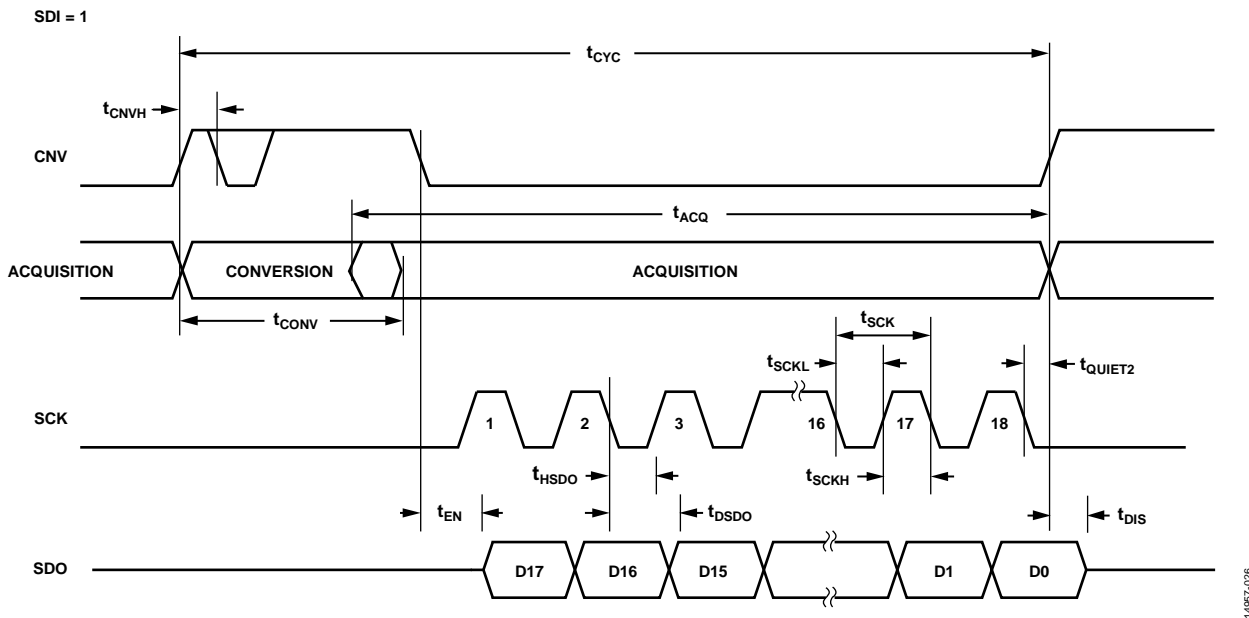 SDI = 1
tCYC
tCNVH
CNV
tACQ
ACQUISITION
CONVERSION
ACQUISITION
tCONV
tSCK
tSCKL
tQUIET2
SCK
1
2
3
16
17
18
tHSDO
tSCKH
tEN
tDSDO
tDIS
SDO
D17
D16
D15
D1
D0
14957-026